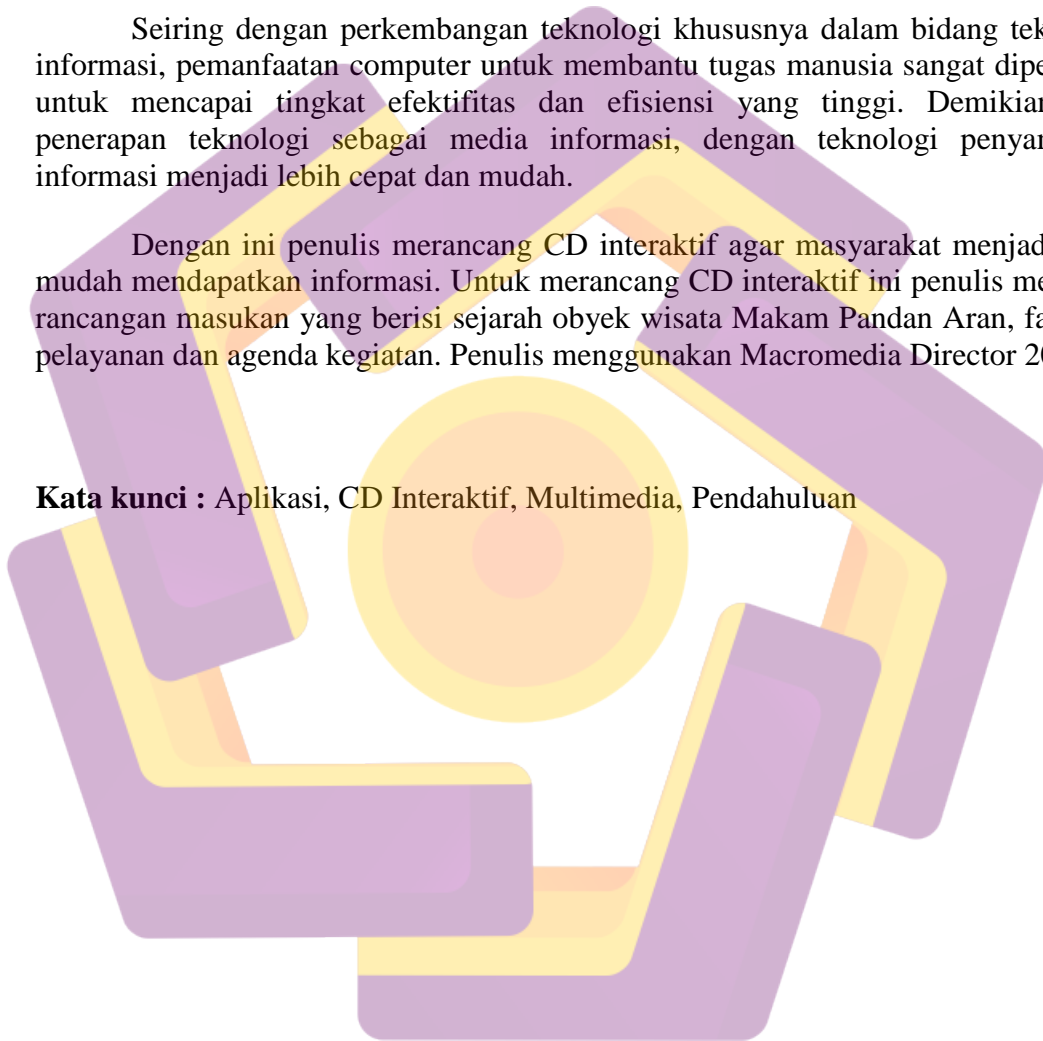 Seiring dengan perkembangan teknologi khususnya dalam bidang tek
informasi, pemanfaatan computer untuk membantu tugas manusia sangat dipe
untuk mencapai tingkat efektifitas dan efisiensi yang tinggi. Demikian
penerapan teknologi sebagai media informasi, dengan teknologi penya
informasi menjadi lebih cepat dan mudah.
Dengan ini penulis merancang CD interaktif agar masyarakat menjad
mudah mendapatkan informasi. Untuk merancang CD interaktif ini penulis me
rancangan masukan yang berisi sejarah obyek wisata Makam Pandan Aran, fa
pelayanan dan agenda kegiatan. Penulis menggunakan Macromedia Director 20
Kata kunci : Aplikasi, CD Interaktif, Multimedia, Pendahuluan